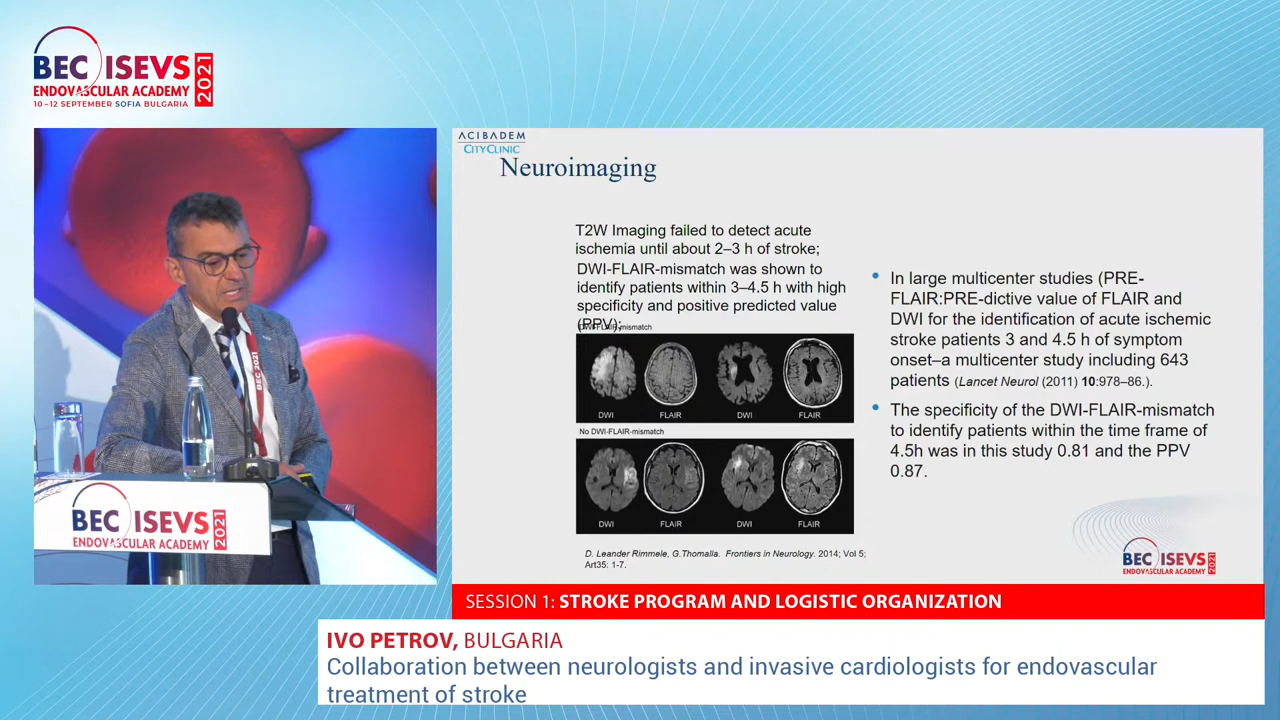 BEC ISEVS 2021
ENDOVASCULAR ACADEMY
10-12 SEPTEMBER SOFIA BULGARIA
BEC 2021
BEC ISEVS 2021
ENDOVASCULAR ACADEMY
ACIBADEM
CITYCLINIC
Neuroimaging
T2W Imaging failed to detect acute
ischemia until about 2–3 h of stroke;
DWI-FLAIR-mismatch was shown to
identify patients within 3–4.5 h with high
specificity and positive predicted value
(PPV);
DWI-FLAIR-mismatch
DWI FLAIR DWI FLAIR
No DWI-FLAIR-mismatch
DWI FLAIR DWI FLAIR
D. Leander Rimmele, G.Thomalla. Frontiers in Neurology. 2014; Vol 5;
Art35: 1-7.
• In large multicenter studies (PRE-
FLAIR:PRE-dictive value of FLAIR and
DWI for the identification of acute ischemic
stroke patients 3 and 4.5 h of symptom
onset–a multicenter study including 643
patients (Lancet Neurol (2011) 10:978–86.).
• The specificity of the DWI-FLAIR-mismatch
to identify patients within the time frame of
4.5h was in this study 0.81 and the PPV
0.87.
BEC ISEVS 2021
ENDOVASCULAR ACADEMY
SESSION 1: STROKE PROGRAM AND LOGISTIC ORGANIZATION
IVO PETROV, BULGARIA
Collaboration between neurologists and invasive cardiologists for endovascular
treatment of stroke